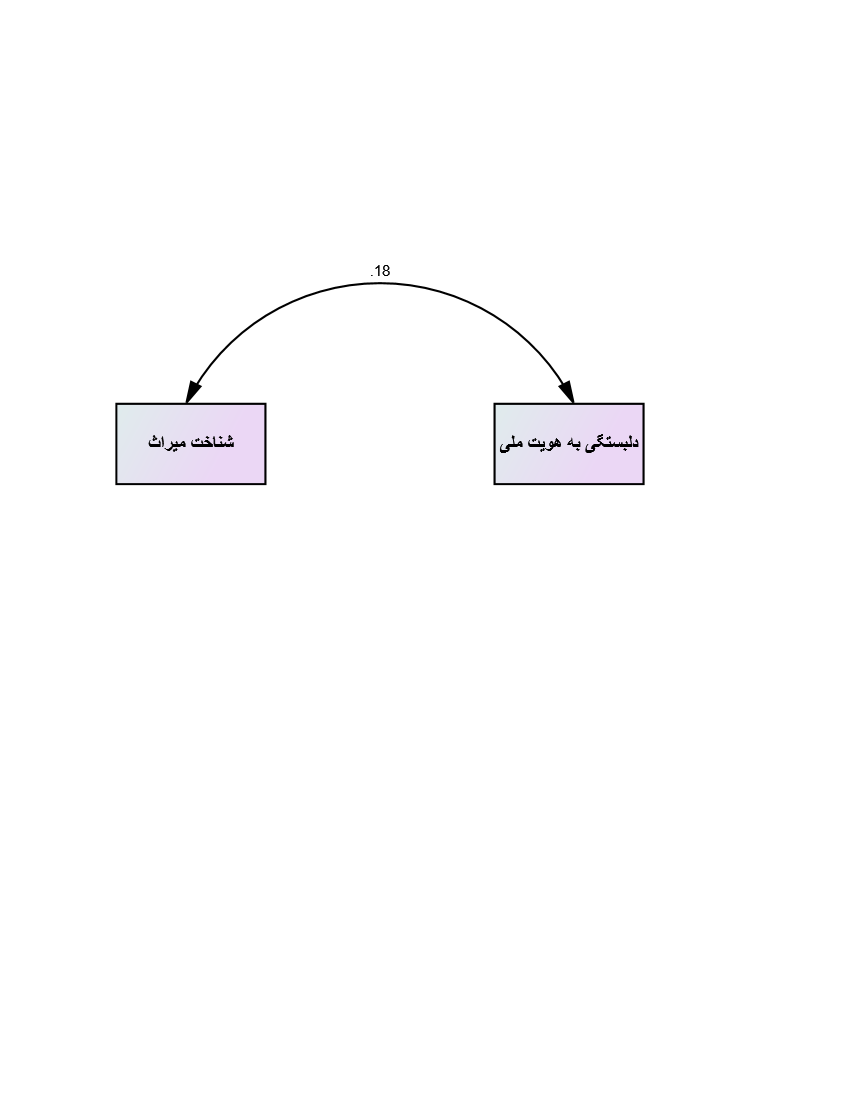 .18
شناخت میراث
دلبستگی به هویت ملی